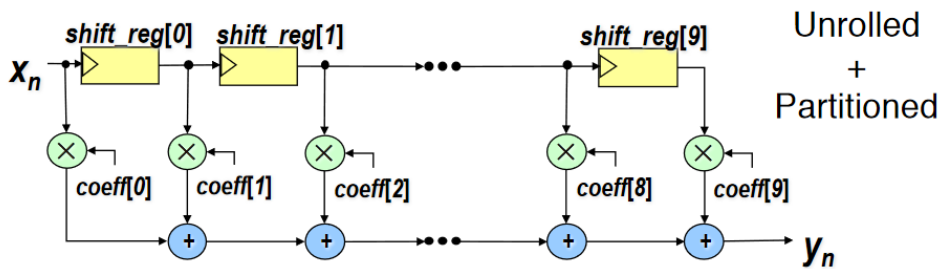 shift_reg[0] shift_reg[1] shift_reg[9]
Unrolled
+
Partitioned
xn
× × × × ×
coeff[0] coeff[1] coeff[2] coeff[8] coeff[9]
+ + + +
yn